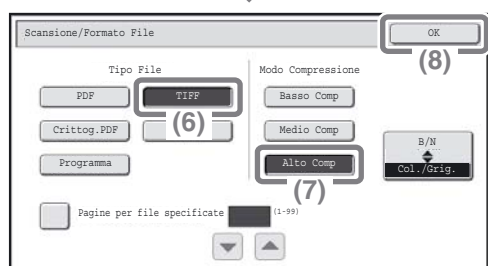 Scansione/Formato File
OK
(8)
Tipo File
Modo Compressione
PDF
TIFF
Basso Comp
Crittog.PDF
(6)
Medio Comp
B/N
Col./Grig.
Programma
Alto Comp
(7)
Pagine per file specificate
(1-99)